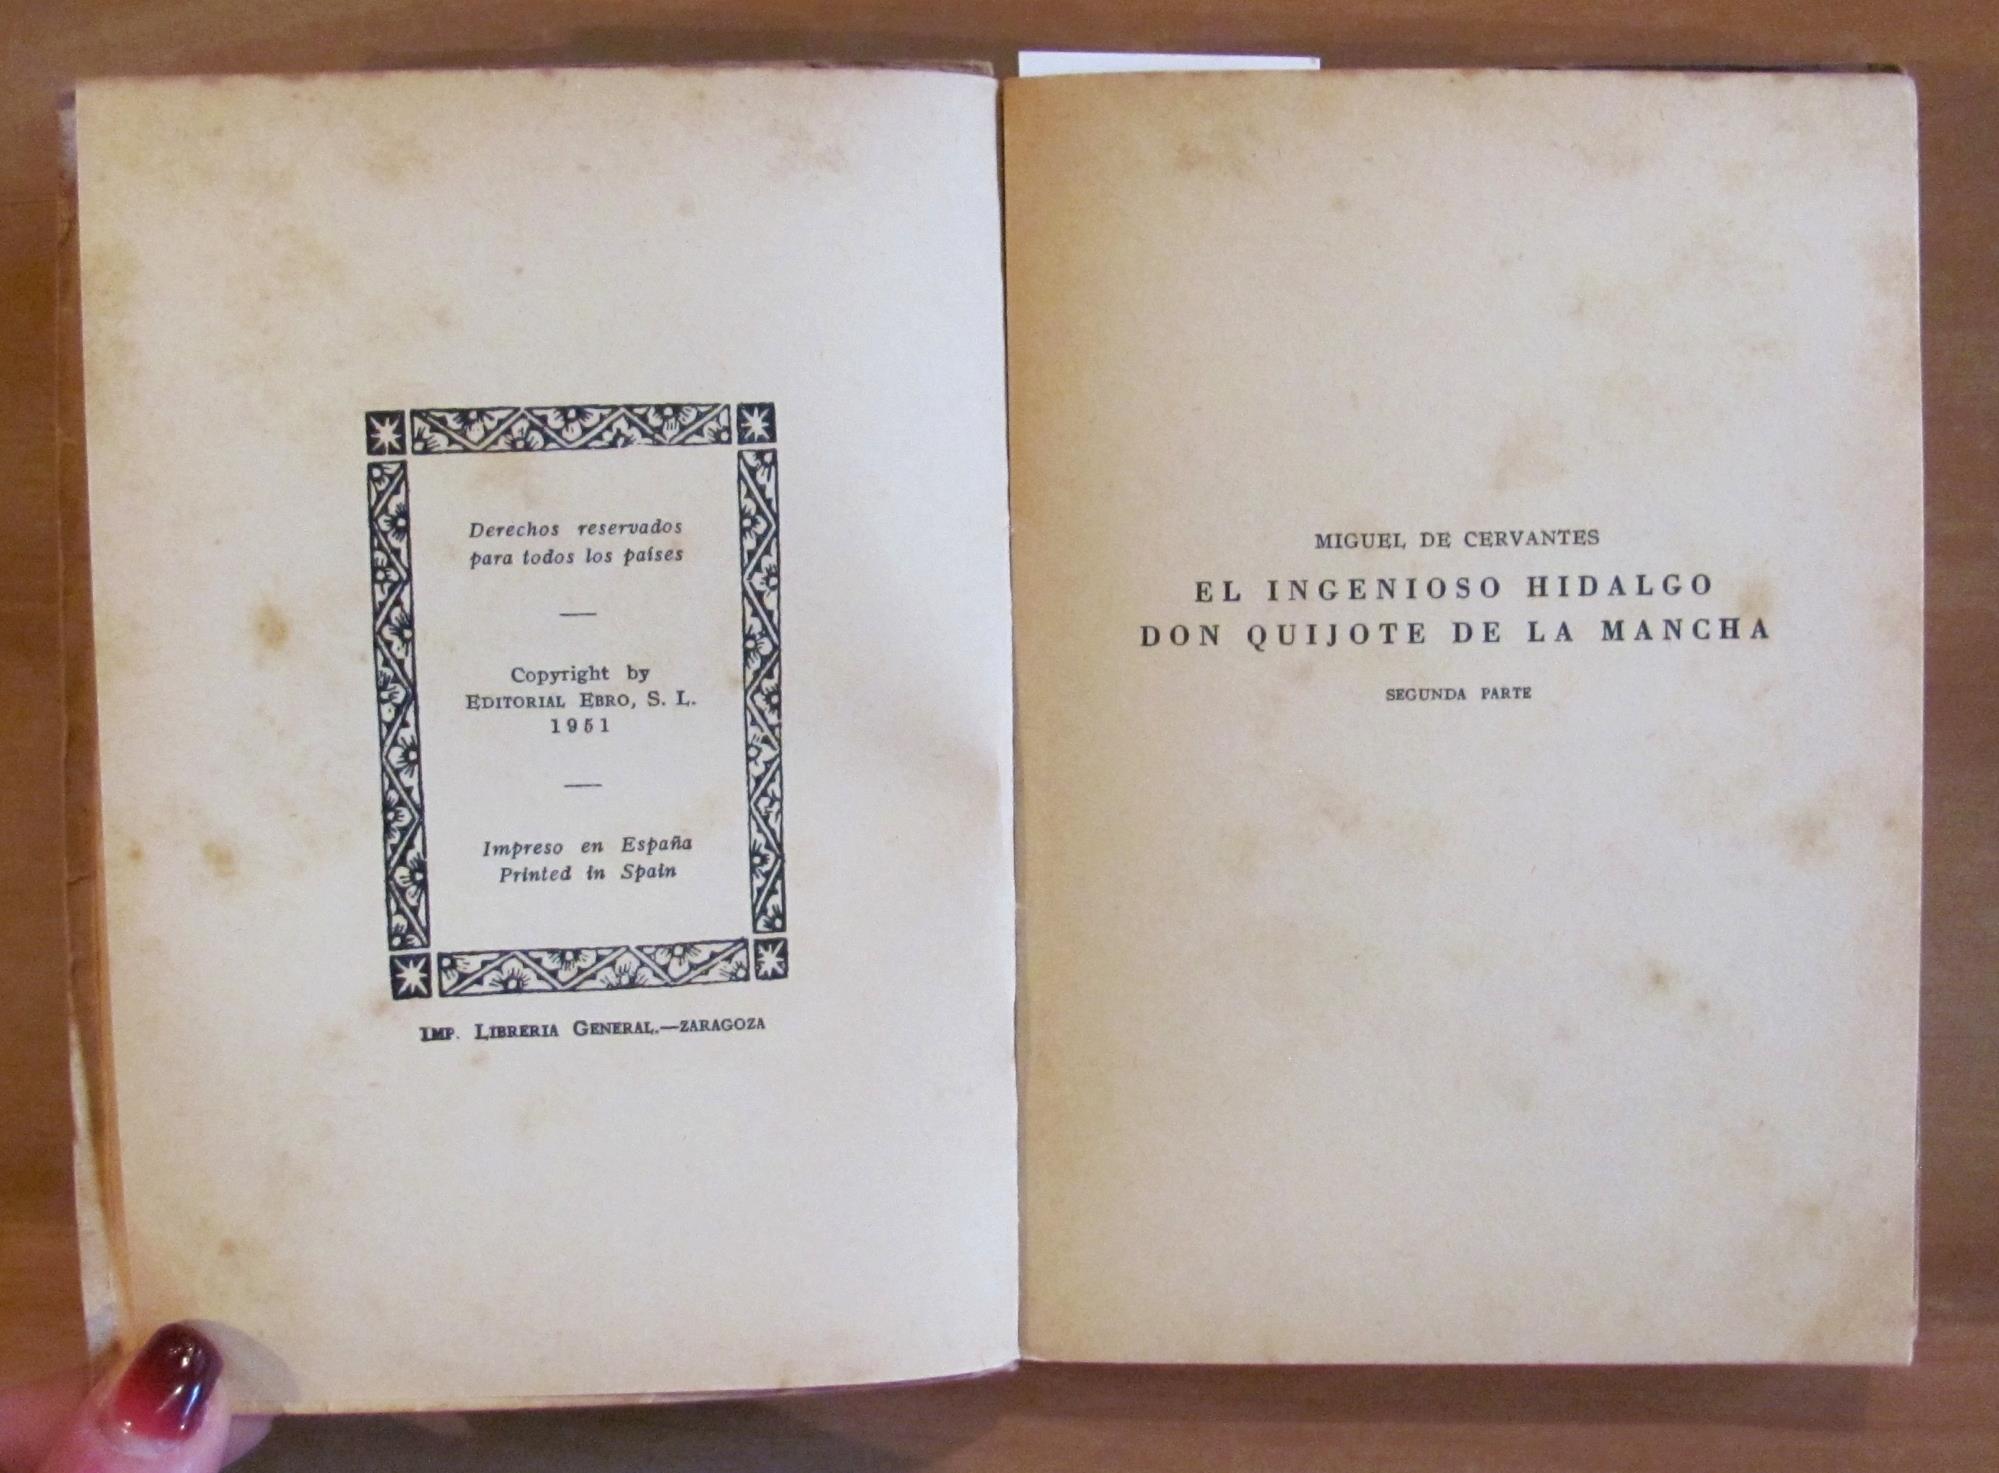 Derechos reservados
para todos los países
Copyright by
EDITORIAL EBRO, S. L.
1951
Impreso en España
Printed in Spain
IMP. LIBRERIA GENERAL.—ZARAGOZA
MIGUEL DE CERVANTES
EL INGENIOSO HIDALGO
DON QUIJOTE DE LA MANCHA
SEGUNDA PARTE